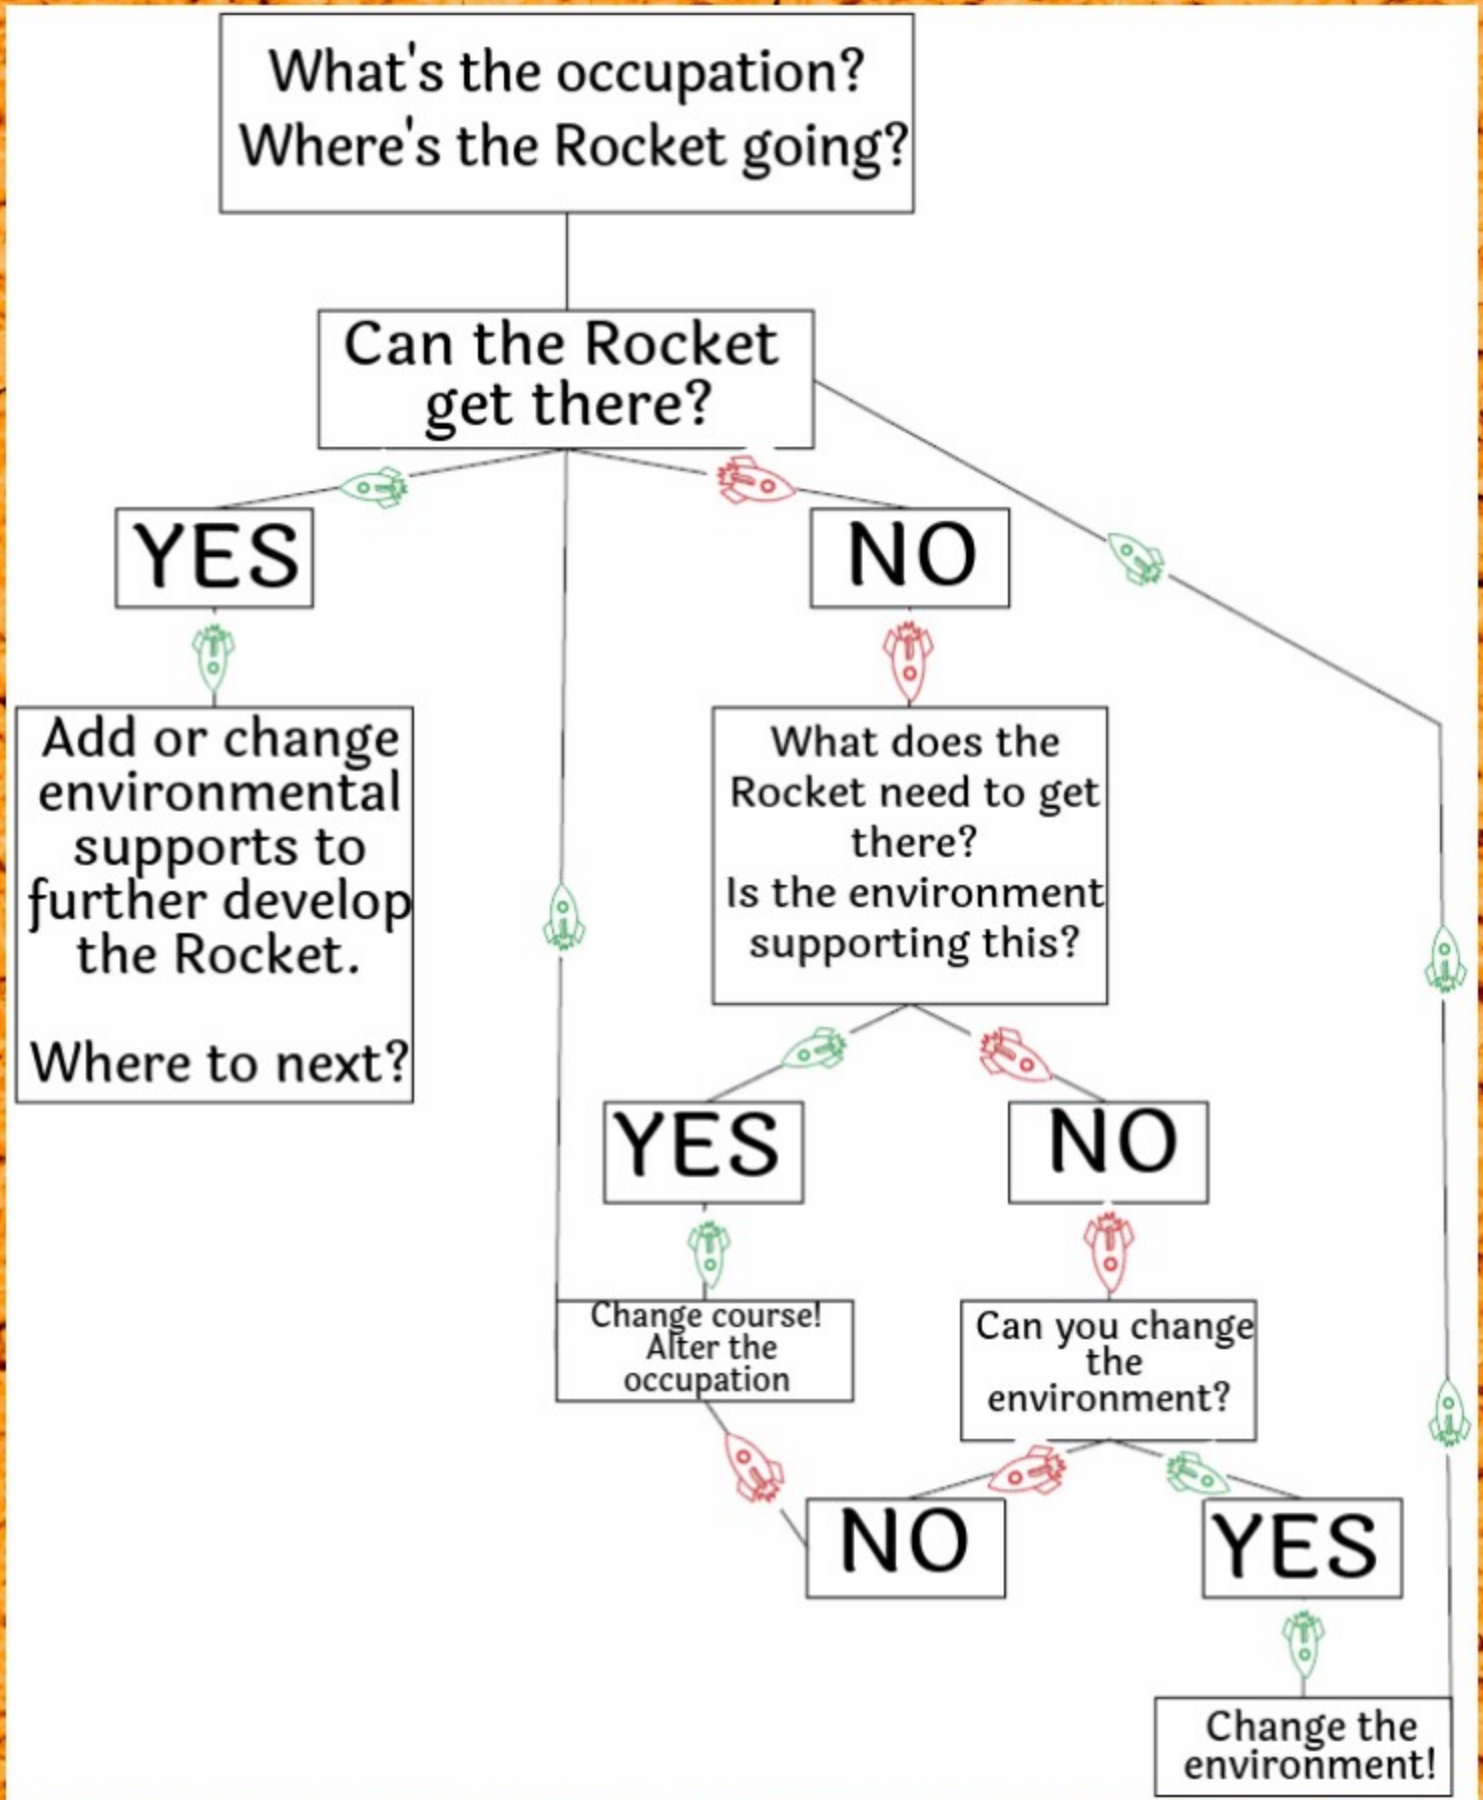 What's the occupation?
Where's the Rocket going?
Can the Rocket
get there?
YES
NO
Add or change
environmental
supports to
further develop
the Rocket.
Where to next?
What does the
Rocket need to get
there?
Is the environment
supporting this?
YES
NO
Change course!
Alter the
occupation
Can you change
the
environment?
NO
YES
Change the
environment!